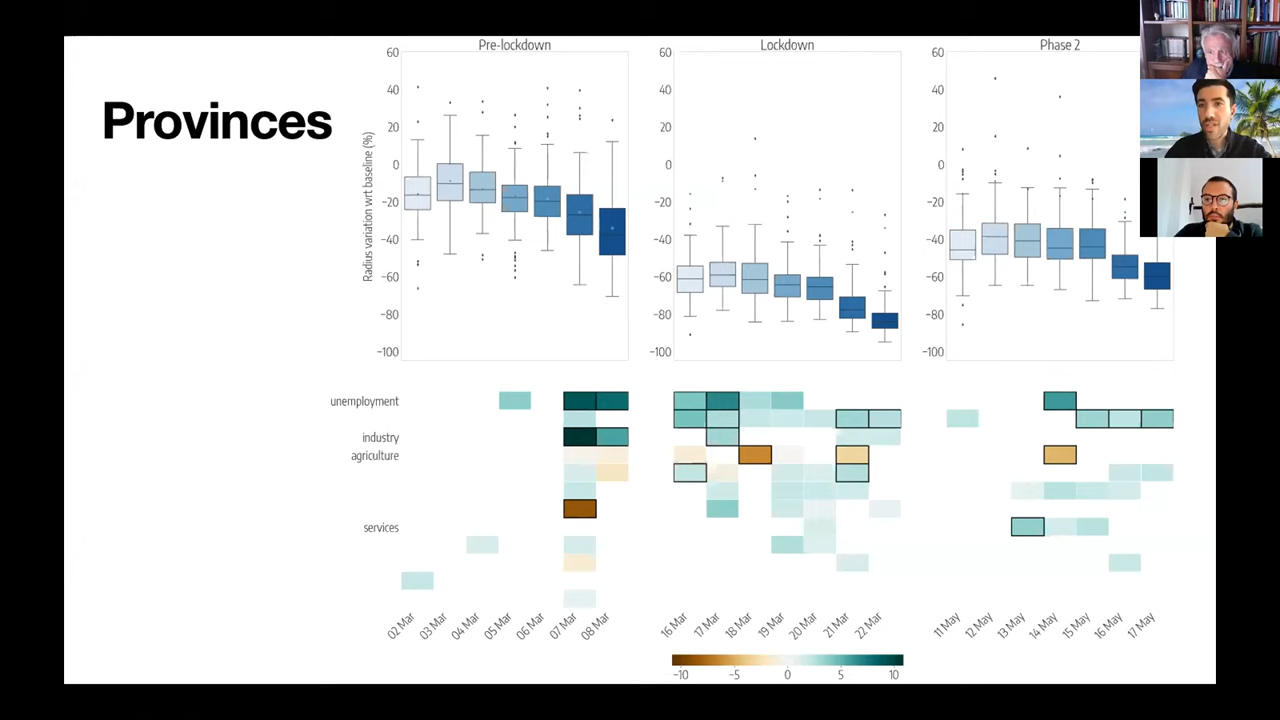 Provinces
Pre-lockdown
Lockdown
Phase 2
Radius variation wrt baseline (%)
60
40
20
0
−20
−40
−60
−80
−100
60
40
20
0
−20
−40
−60
−80
−100
60
40
20
0
−20
−40
−60
−80
−100
unemployment
industry
agriculture
services
02 Mar 03 Mar 04 Mar 05 Mar 06 Mar 07 Mar 08 Mar
16 Mar 17 Mar 18 Mar 19 Mar 20 Mar 21 Mar 22 Mar
11 May 12 May 13 May 14 May 15 May 16 May 17 May
−10 −5 0 5 10